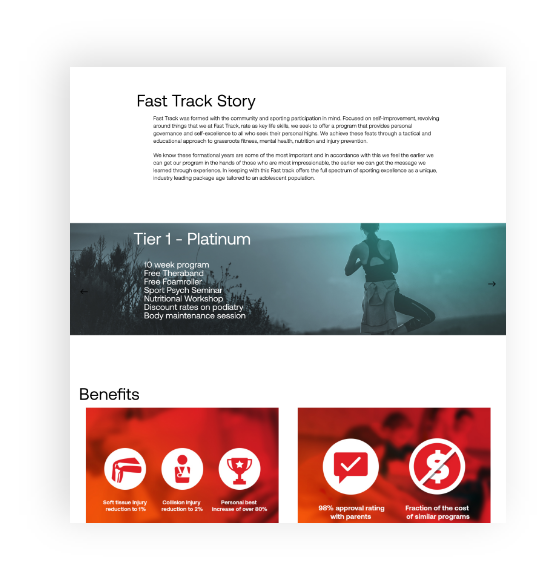 Fast Track Story
Fast Track was formed with the community and sporting participation in mind. Focused on self-improvement, revolving
around things that we at Fast Track, rate as key life skills, we seek to offer a program that provides personal
governance and self-excellence to all who seek their personal highs. We achieve these feats through a tactical and
educational approach to grassroots fitness, mental health, nutrition and injury prevention.
We know these formational years are some of the most important and in accordance with this we feel the earlier we
can got our program in the hands of those who are most impressionable, the earlier we can got the message we
learned through experience. In keeping with this Fast track offers the full spectrum of sporting excellence as a unique,
industry leading package age tailored to an adolescent population.
Tier 1 - Platinum
10 week program
Free Theraband
Free Foamroller
Sport Psych Seminar
Nutritional Workshop
Discount rates on podiatry
Body maintenance session
Benefits
Soft tissue injury
reduction to 1%
Collision injury
reduction to 2%
Personal best
increase of over 80%
98% approval rating
with parents
Fraction of the cost
of similar programs